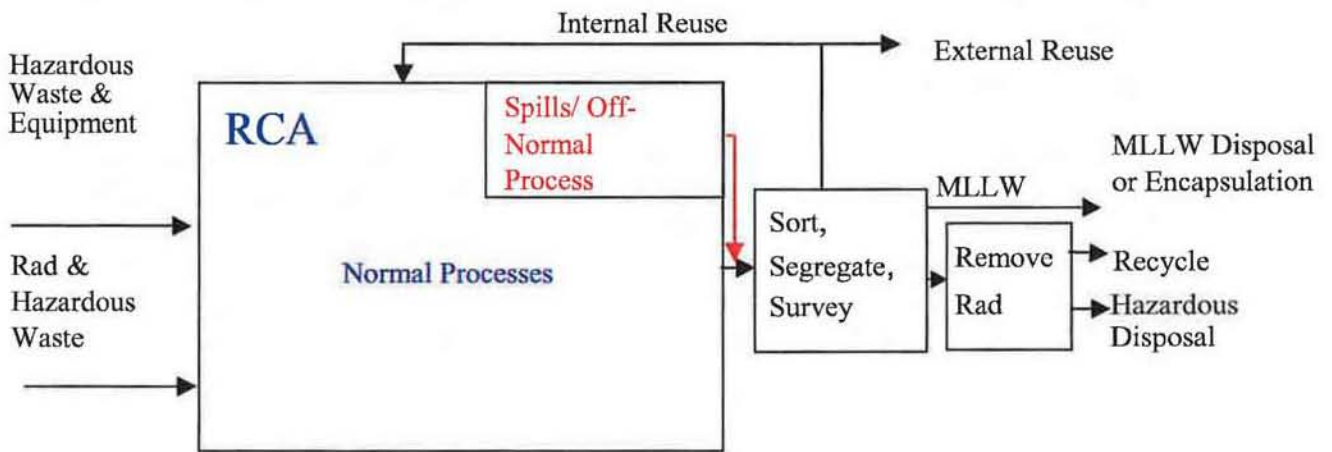 Internal Reuse
External Reuse
Hazardous
Waste &
Equipment
RCA
Spills/ Off-
Normal
Process
MLLW Disposal
or Encapsulation
MLLW
Sort,
Segregate,
Survey
Remove
Rad
Recycle
Hazardous
Disposal
Rad &
Hazardous
Waste
Normal Processes